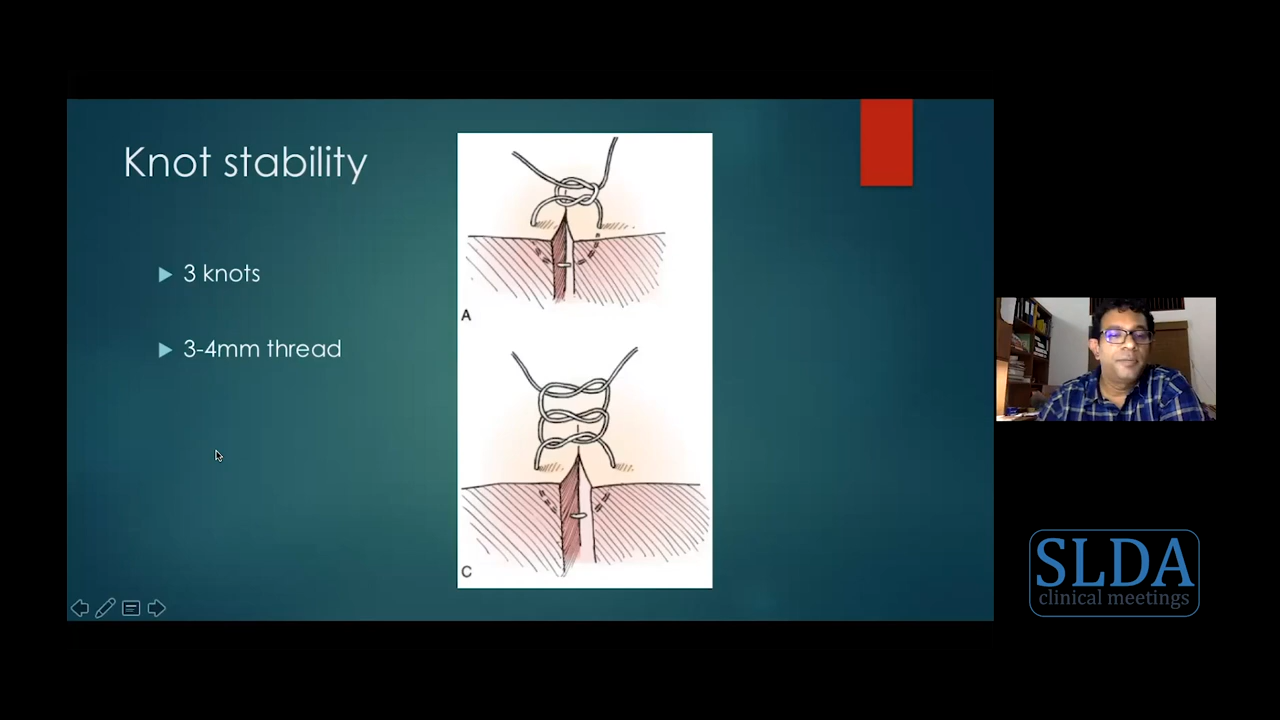 Knot stability
3 knots
3-4mm thread
A
C
SLDA
clinical meetings